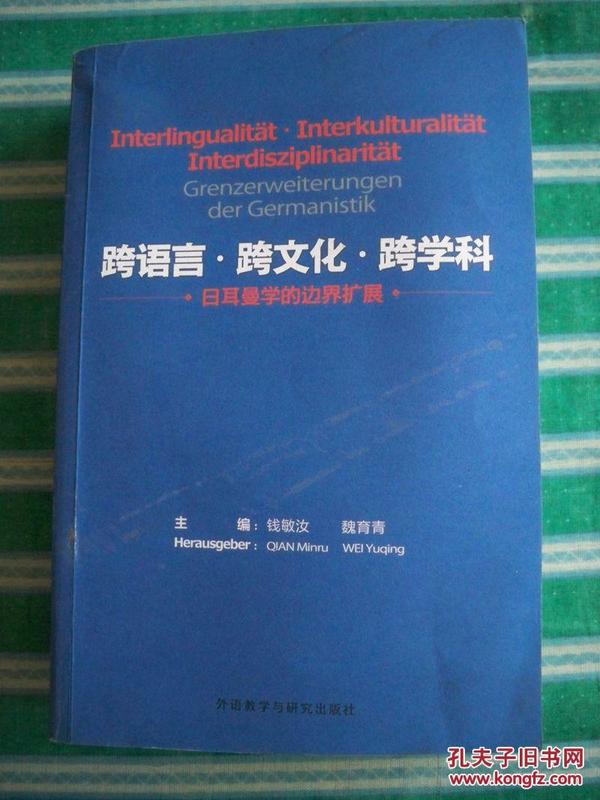 Interlingualität · Interkulturalität
Interdisziplinarität
Grenzerweiterungen
der Germanistik
跨语言·跨文化·跨学科
日耳曼学的边界扩展
主 编：钱敏汝 魏育青
Herausgeber：QIAN Minru WEI Yuqing
外语教学与研究出版社
孔夫子旧书网
www.kongfz.com